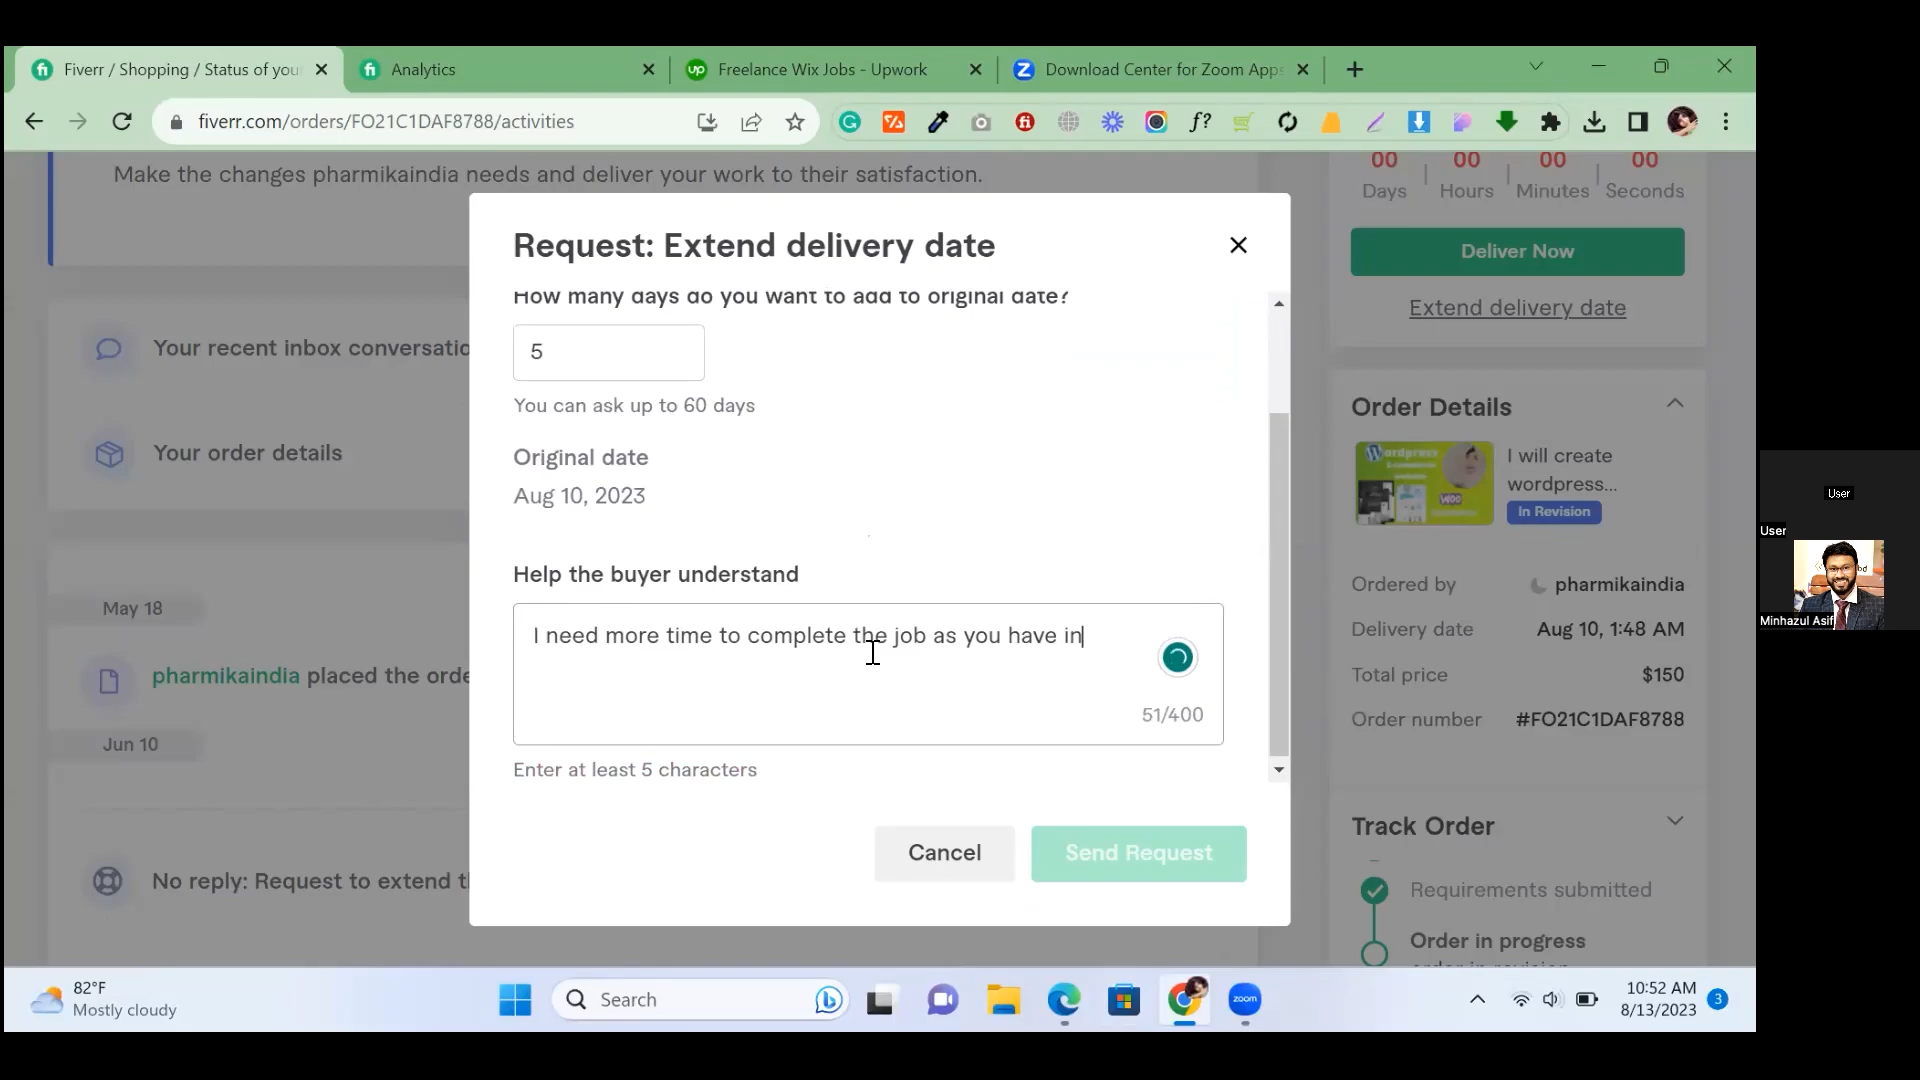 Fiverr / Shopping / Status of you
Analytics
Freelance Wix Jobs - Upwork
Download Center for Zoom Apps
fiverr.com/orders/FO21C1DAF8788/activities
Make the changes pharmikaindia needs and deliver your work to their satisfaction.
00 00 00 00
Days Hours Minutes Seconds
Deliver Now
Extend delivery date
Your recent inbox conversatio
Your order details
May 18
pharmikaindia placed the orde
Jun 10
No reply: Request to extend t
Request: Extend delivery date
How many days do you want to add to original date?
5
You can ask up to 60 days
Original date
Aug 10, 2023
Help the buyer understand
I need more time to complete the job as you have in
51/400
Enter at least 5 characters
Cancel
Send Request
Order Details
I will create
wordpress...
In Revision
Wordpress
WOO
Ordered by pharmikaindia
Delivery date Aug 10, 1:48 AM
Total price $150
Order number #FO21C1DAF8788
Track Order
Requirements submitted
Order in progress
User
User
Minhazul Asif
82°F
Mostly cloudy
Search
zoom
10:52 AM
8/13/2023
3